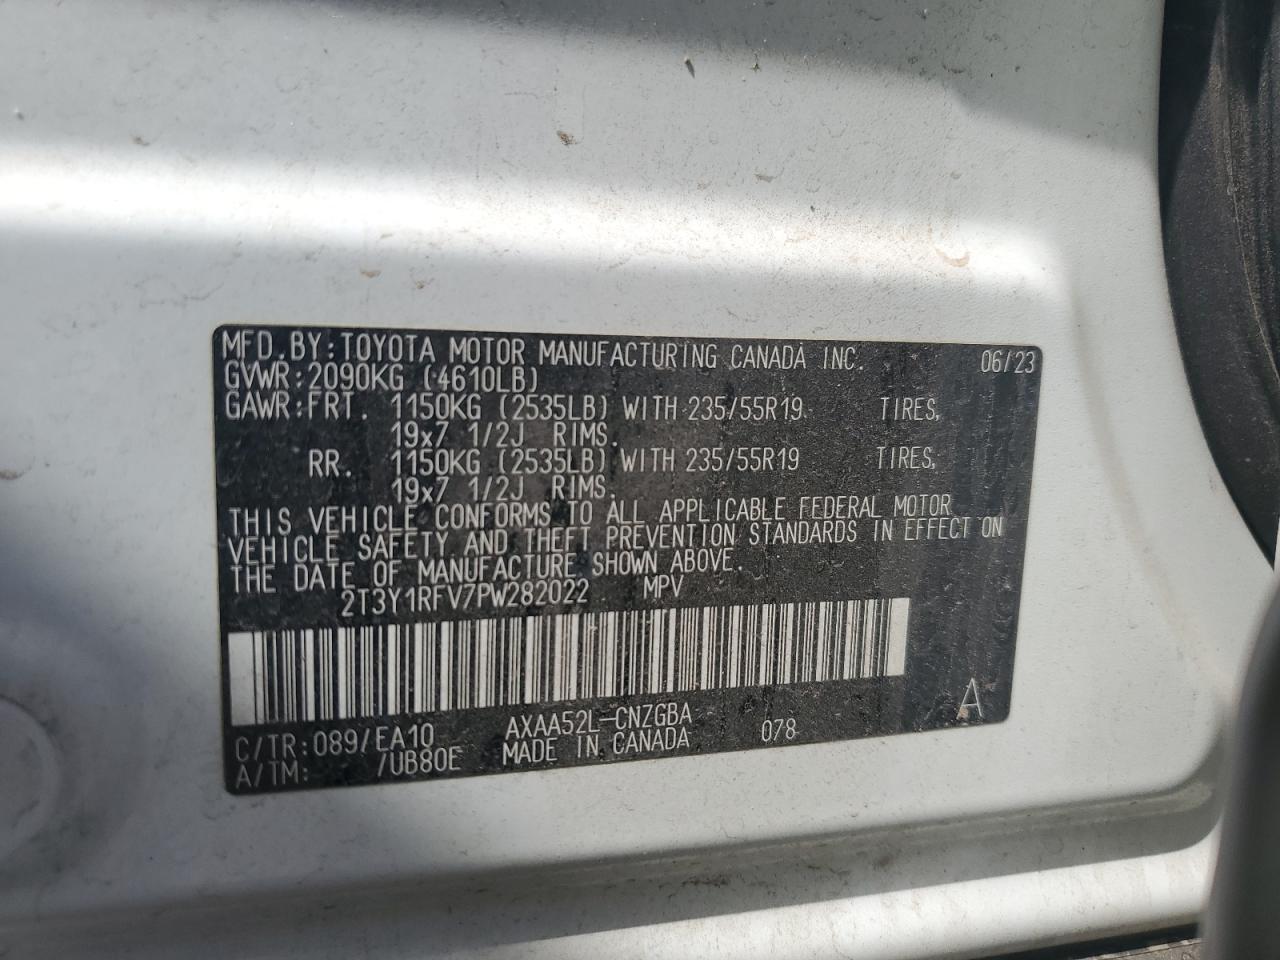 MFD.BY:TOYOTA MOTOR MANUFACTURING CANADA INC. 06/23
GVWR:2090KG (4610LB)
GAWR:FRT. 1150KG (2535LB) WITH 235/55R19 TIRES,
19x7 1/2J RIMS.
RR. 1150KG (2535LB) WITH 235/55R19 TIRES,
19x7 1/2J RIMS.
THIS VEHICLE CONFORMS TO ALL APPLICABLE FEDERAL MOTOR
VEHICLE SAFETY AND THEFT PREVENTION STANDARDS IN EFFECT ON
THE DATE OF MANUFACTURE SHOWN ABOVE.
2T3Y1RFV7PW282022 MPV
C/TR:089/EA10 AXAA52L-CNZGBA 078 A
A/TM: /UB80E MADE IN CANADA